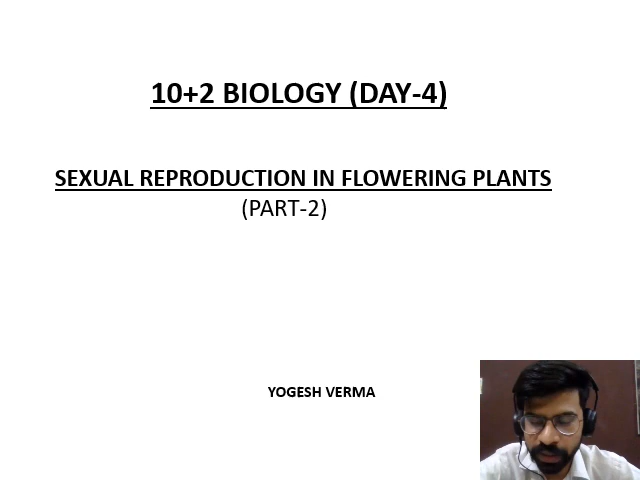 10+2 BIOLOGY (DAY-4)
SEXUAL REPRODUCTION IN FLOWERING PLANTS
(PART-2)
YOGESH VERMA